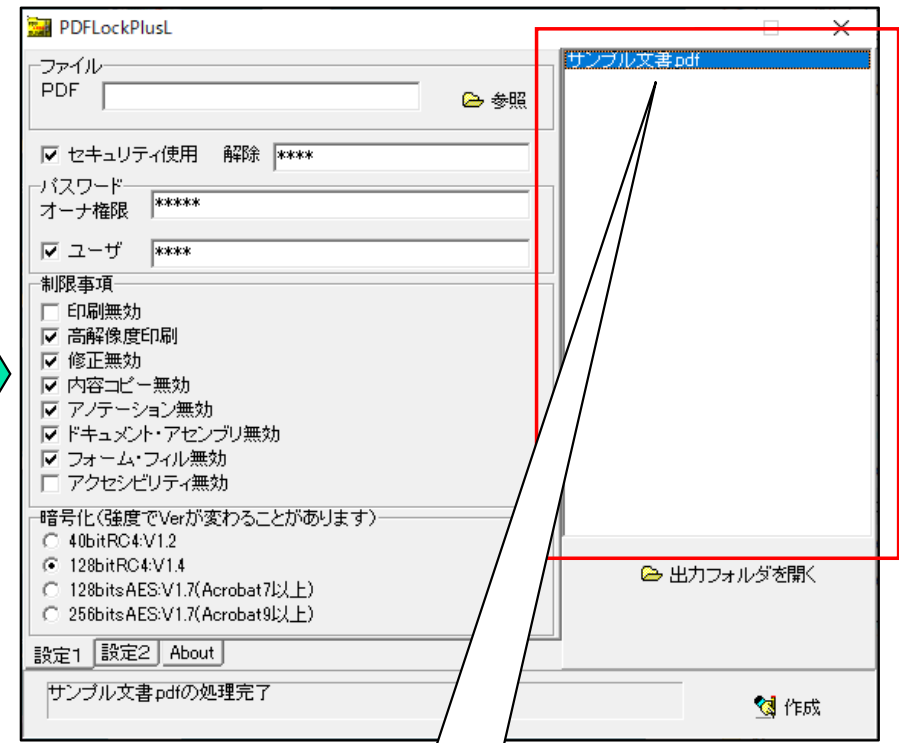 PDFLockPlusL
ファイル
PDF
参照
セキュリティ使用 解除 ****
パスワード
オーナ権限 *****
ユーザ ****
制限事項
印刷無効
高解像度印刷
修正無効
内容コピー無効
アノテーション無効
ドキュメント・アセンブリ無効
フォーム・フィル無効
アクセシビリティ無効
暗号化(強度でVerが変わることがあります)
40bitRC4:V1.2
128bitRC4:V1.4
128bitsAES:V1.7(Acrobat7以上)
256bitsAES:V1.7(Acrobat9以上)
設定1 設定2 About
サンプル文書.pdf
出力フォルダを開く
サンプル文書.pdfの処理完了
作成